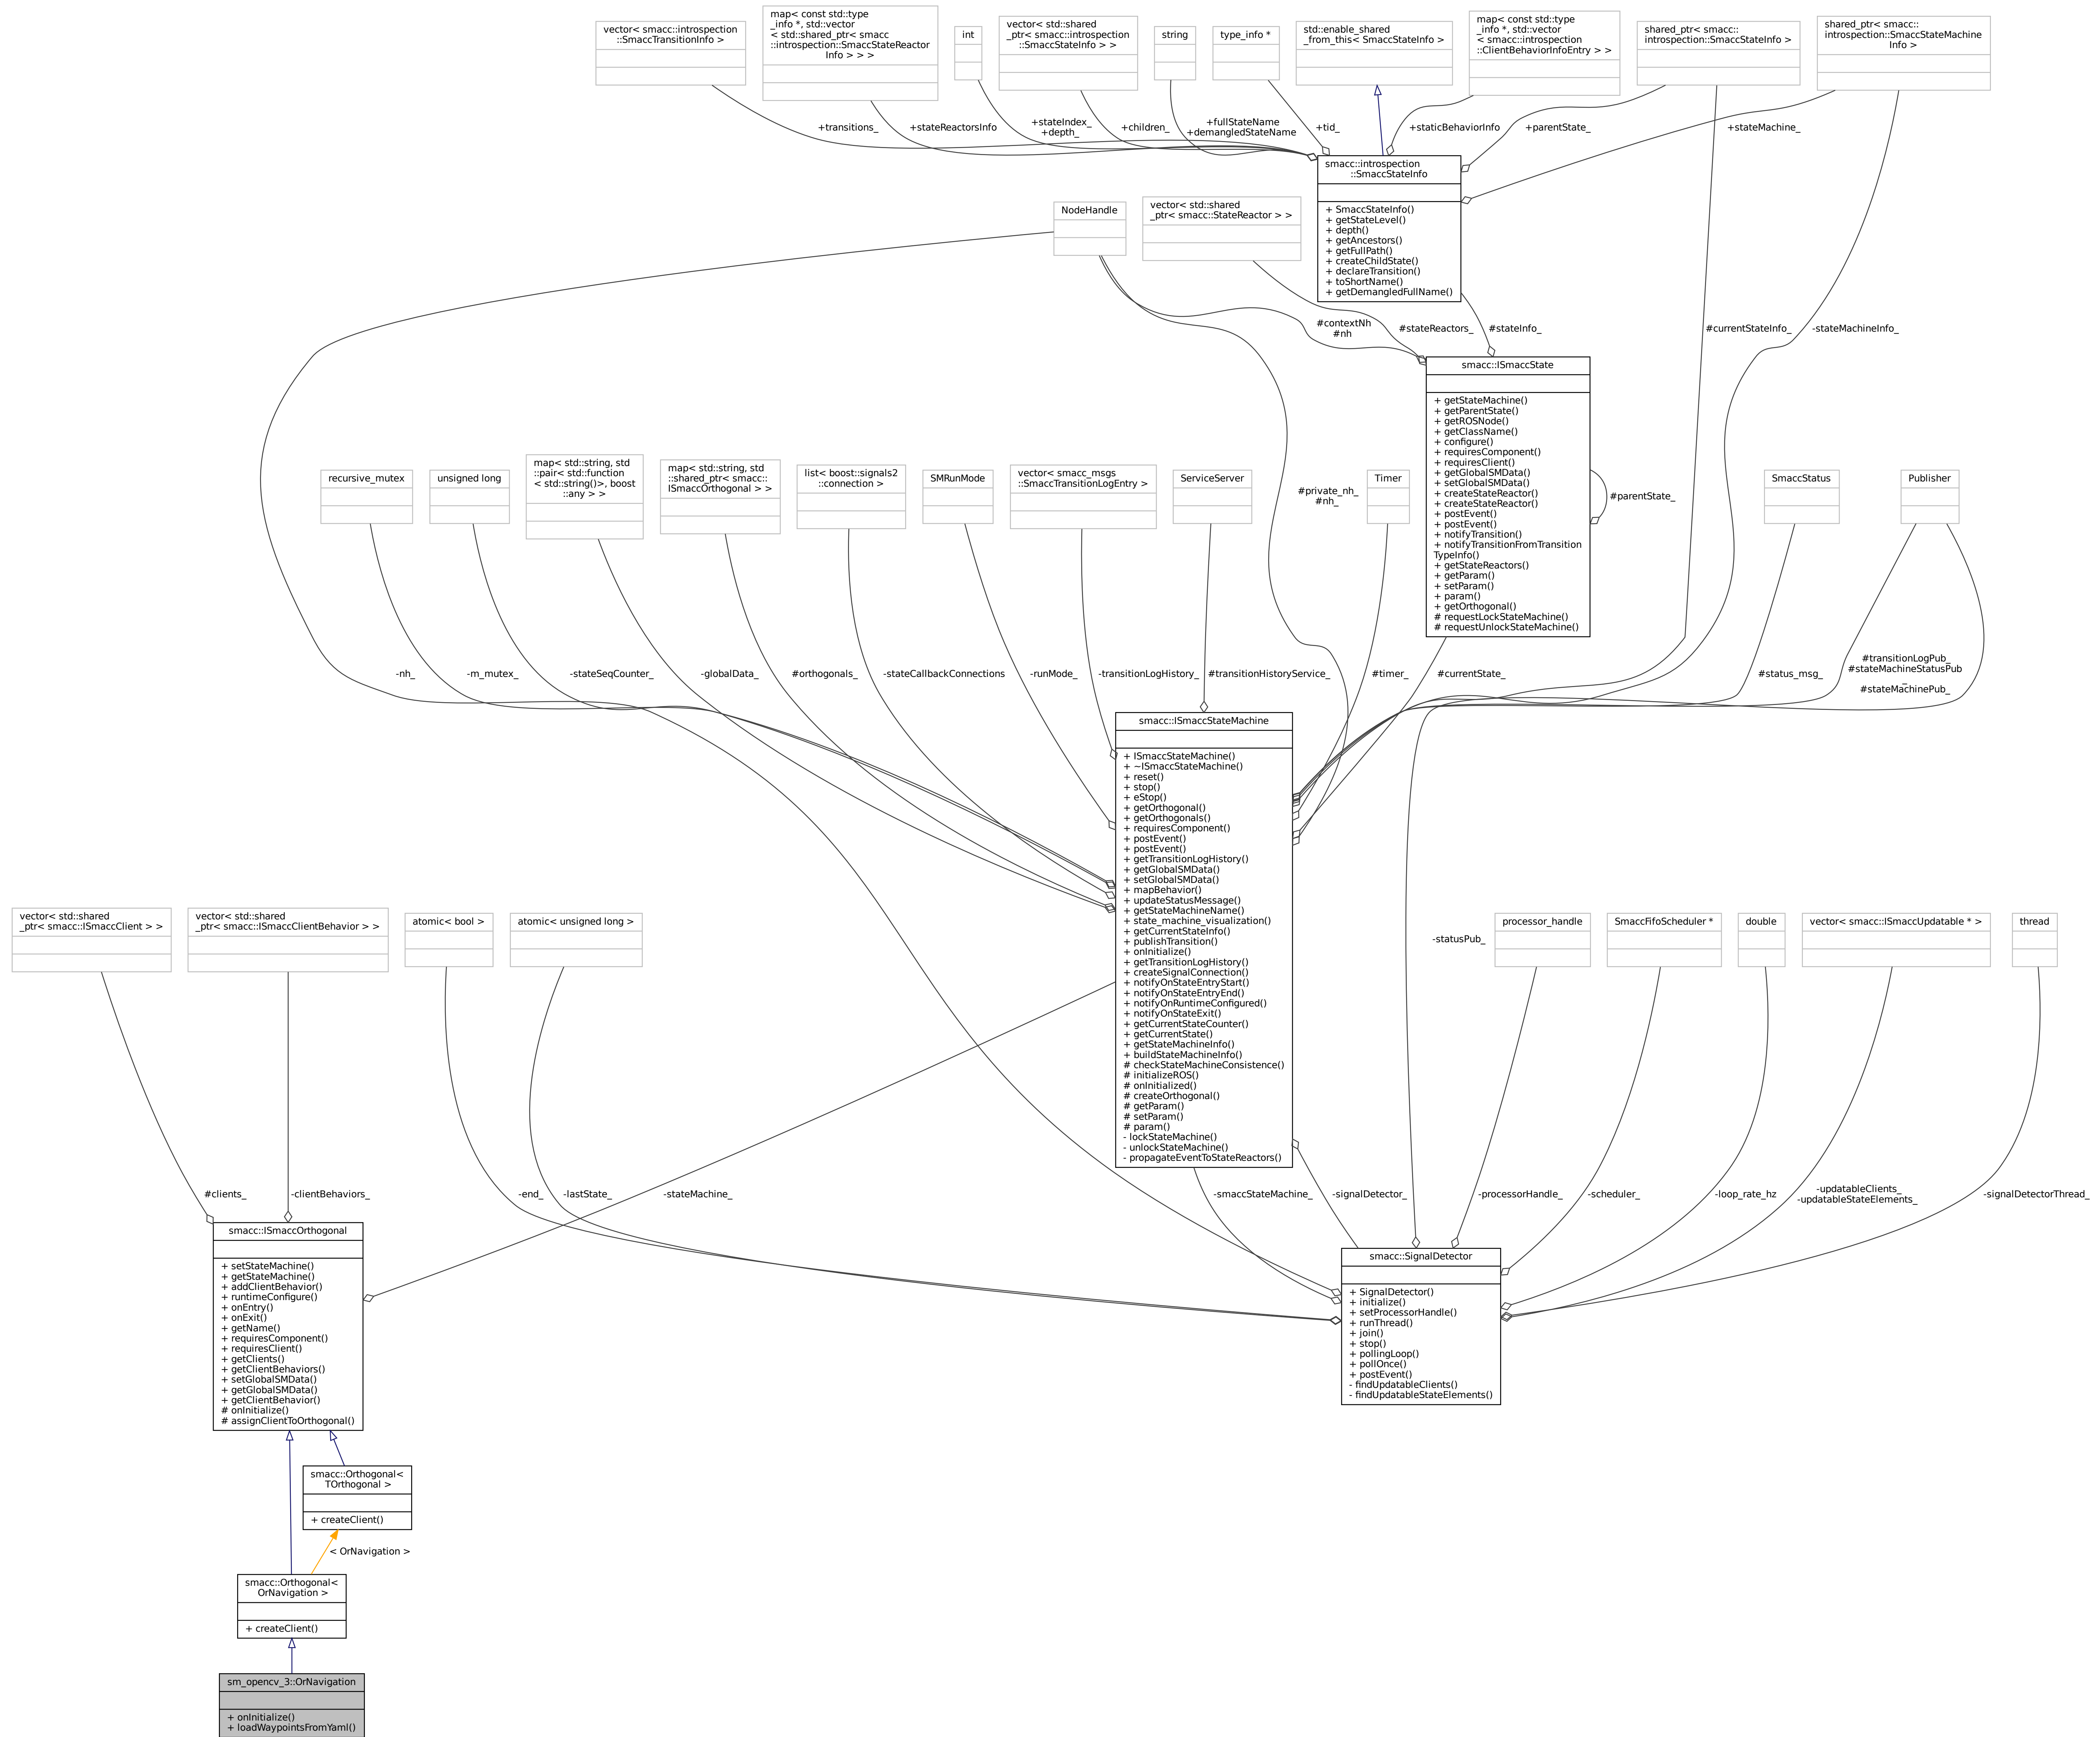 vector< smacc::introspection
::SmaccTransitionInfo >
map< const std::type
_info *, std::vector
< std::shared_ptr< smacc
::introspection::SmaccStateReactor
Info > > >
int
vector< std::shared
_ptr< smacc::introspection
::SmaccStateInfo > >
string
type_info *
std::enable_shared
_from_this< SmaccStateInfo >
map< const std::type
_info *, std::vector
< smacc::introspection
::ClientBehaviorInfoEntry > >
shared_ptr< smacc::
introspection::SmaccStateInfo >
shared_ptr< smacc::
introspection::SmaccStateMachine
Info >
+transitions_
+stateReactorsInfo
+stateIndex_
+depth_
+children_
+fullStateName
+demangledStateName
+tid_
+staticBehaviorInfo
+parentState_
+stateMachine_
smacc::introspection
::SmaccStateInfo
+ SmaccStateInfo()
+ getStateLevel()
+ depth()
+ getAncestors()
+ getFullPath()
+ createChildState()
+ declareTransition()
+ toShortName()
+ getDemangledFullName()
NodeHandle
vector< std::shared
_ptr< smacc::StateReactor > >
#contextNh
#nh
#stateReactors_
#stateInfo_
#currentStateInfo_
-stateMachineInfo_
smacc::ISmaccState
+ getStateMachine()
+ getParentState()
+ getROSNode()
+ getClassName()
+ configure()
+ requiresComponent()
+ requiresClient()
+ getGlobalSMData()
+ setGlobalSMData()
+ createStateReactor()
+ createStateReactor()
+ postEvent()
+ postEvent()
+ notifyTransition()
+ notifyTransitionFromTransition
TypeInfo()
+ getStateReactors()
+ getParam()
+ setParam()
+ param()
+ getOrthogonal()
# requestLockStateMachine()
# requestUnlockStateMachine()
#parentState_
recursive_mutex
unsigned long
map< std::string, std
::pair< std::function
< std::string()>, boost
::any > >
map< std::string, std
::shared_ptr< smacc::
ISmaccOrthogonal > >
list< boost::signals2
::connection >
SMRunMode
vector< smacc_msgs
::SmaccTransitionLogEntry >
ServiceServer
#private_nh_
#nh_
Timer
SmaccStatus
Publisher
-nh_
-m_mutex_
-stateSeqCounter_
-globalData_
#orthogonals_
-stateCallbackConnections
-runMode_
-transitionLogHistory_
#transitionHistoryService_
#timer_
#currentState_
#status_msg_
#transitionLogPub_
#stateMachineStatusPub
_
#stateMachinePub_
smacc::ISmaccStateMachine
+ ISmaccStateMachine()
+ ~ISmaccStateMachine()
+ reset()
+ stop()
+ eStop()
+ getOrthogonal()
+ getOrthogonals()
+ requiresComponent()
+ postEvent()
+ postEvent()
+ getTransitionLogHistory()
+ getGlobalSMData()
+ setGlobalSMData()
+ mapBehavior()
+ updateStatusMessage()
+ getStateMachineName()
+ state_machine_visualization()
+ getCurrentStateInfo()
+ publishTransition()
+ onInitialize()
+ getTransitionLogHistory()
+ createSignalConnection()
+ notifyOnStateEntryStart()
+ notifyOnStateEntryEnd()
+ notifyOnRuntimeConfigured()
+ notifyOnStateExit()
+ getCurrentStateCounter()
+ getCurrentState()
+ getStateMachineInfo()
+ buildStateMachineInfo()
# checkStateMachineConsistence()
# initializeROS()
# onInitialized()
# createOrthogonal()
# getParam()
# setParam()
# param()
- lockStateMachine()
- unlockStateMachine()
- propagateEventToStateReactors()
vector< std::shared
_ptr< smacc::ISmaccClient > >
vector< std::shared
_ptr< smacc::ISmaccClientBehavior > >
atomic< bool >
atomic< unsigned long >
-statusPub_
processor_handle
SmaccFifoScheduler *
double
vector< smacc::ISmaccUpdatable * >
thread
#clients_
-clientBehaviors_
-end_
-lastState_
-stateMachine_
-smaccStateMachine_
-signalDetector_
-processorHandle_
-scheduler_
-loop_rate_hz
-updatableClients_
-updatableStateElements_
-signalDetectorThread_
smacc::ISmaccOrthogonal
+ setStateMachine()
+ getStateMachine()
+ addClientBehavior()
+ runtimeConfigure()
+ onEntry()
+ onExit()
+ getName()
+ requiresComponent()
+ requiresClient()
+ getClients()
+ getClientBehaviors()
+ setGlobalSMData()
+ getGlobalSMData()
+ getClientBehavior()
# onInitialize()
# assignClientToOrthogonal()
smacc::SignalDetector
+ SignalDetector()
+ initialize()
+ setProcessorHandle()
+ runThread()
+ join()
+ stop()
+ pollingLoop()
+ pollOnce()
+ postEvent()
- findUpdatableClients()
- findUpdatableStateElements()
smacc::Orthogonal<
TOrthogonal >
+ createClient()
< OrNavigation >
smacc::Orthogonal<
OrNavigation >
+ createClient()
sm_opencv_3::OrNavigation
+ onInitialize()
+ loadWaypointsFromYaml()